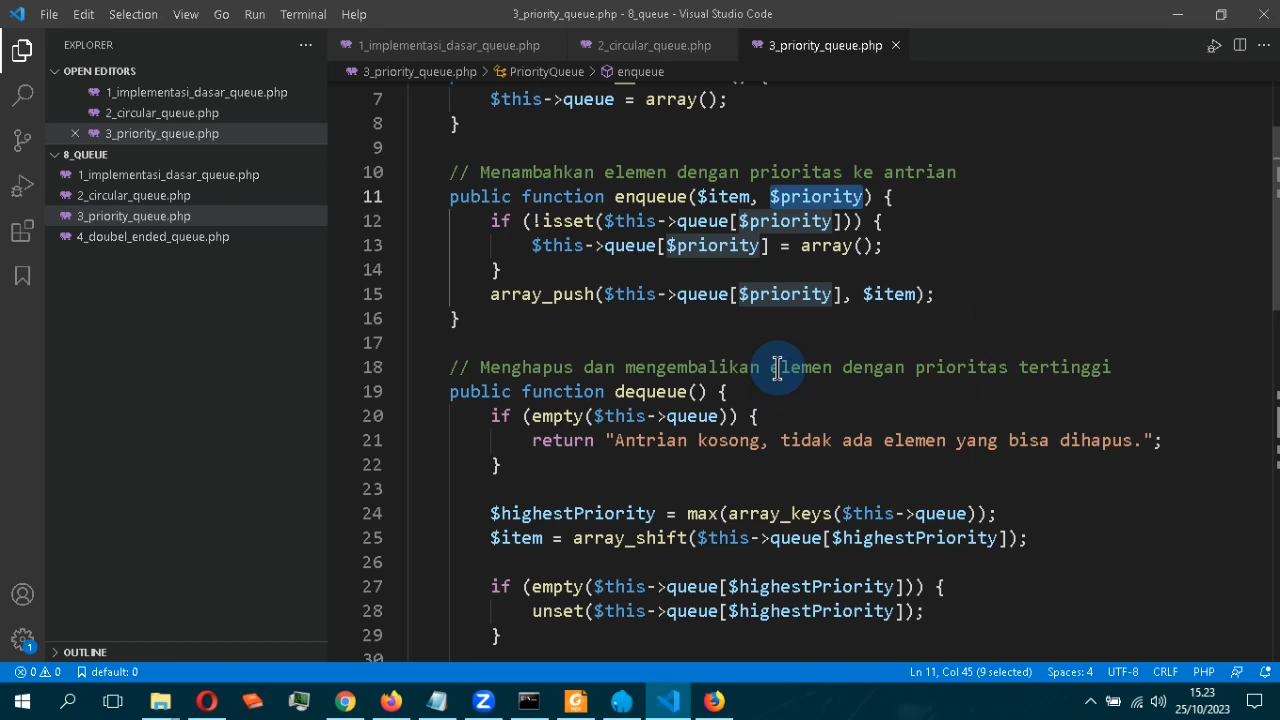 File Edit Selection View Go Run Terminal Help
3_priority_queue.php - 8_queue - Visual Studio Code
EXPLORER
OPEN EDITORS
1_implementasi_dasar_queue.php
2_circular_queue.php
3_priority_queue.php
8_QUEUE
1_implementasi_dasar_queue.php
2_circular_queue.php
3_priority_queue.php
4_doubel_ended_queue.php
OUTLINE
1_implementasi_dasar_queue.php 2_circular_queue.php 3_priority_queue.php
3_priority_queue.php > PriorityQueue > enqueue
7 $this->queue = array();
8 }
9
10 // Menambahkan elemen dengan prioritas ke antrian
11 public function enqueue($item, $priority) {
12 if (!isset($this->queue[$priority])) {
13 $this->queue[$priority] = array();
14 }
15 array_push($this->queue[$priority], $item);
16 }
17
18 // Menghapus dan mengembalikan elemen dengan prioritas tertinggi
19 public function dequeue() {
20 if (empty($this->queue)) {
21 return "Antrian kosong, tidak ada elemen yang bisa dihapus.";
22 }
23
24 $highestPriority = max(array_keys($this->queue));
25 $item = array_shift($this->queue[$highestPriority]);
26
27 if (empty($this->queue[$highestPriority])) {
28 unset($this->queue[$highestPriority]);
29 }
30
1
0 0 default: 0 Ln 11, Col 45 (9 selected) Spaces: 4 UTF-8 CRLF PHP
15.23
25/10/2023